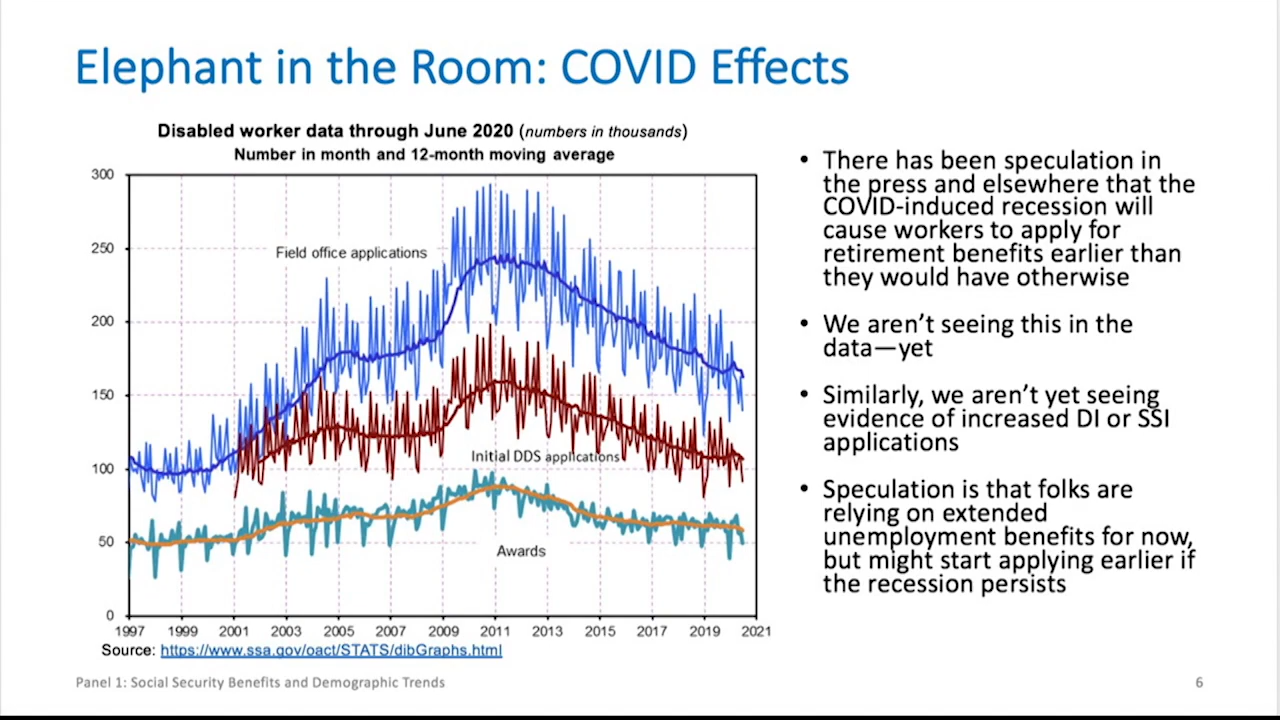 Elephant in the Room: COVID Effects
Disabled worker data through June 2020 (numbers in thousands)
Number in month and 12-month moving average
300
250
200
150
100
50
0
Field office applications
Initial DDS applications
Awards
1997 1999 2001 2003 2005 2007 2009 2011 2013 2015 2017 2019 2021
Source: https://www.ssa.gov/oact/STATS/dibGraphs.html
• There has been speculation in
the press and elsewhere that the
COVID-induced recession will
cause workers to apply for
retirement benefits earlier than
they would have otherwise
• We aren’t seeing this in the
data—yet
• Similarly, we aren’t yet seeing
evidence of increased DI or SSI
applications
• Speculation is that folks are
relying on extended
unemployment benefits for now,
but might start applying earlier if
the recession persists
Panel 1: Social Security Benefits and Demographic Trends
6